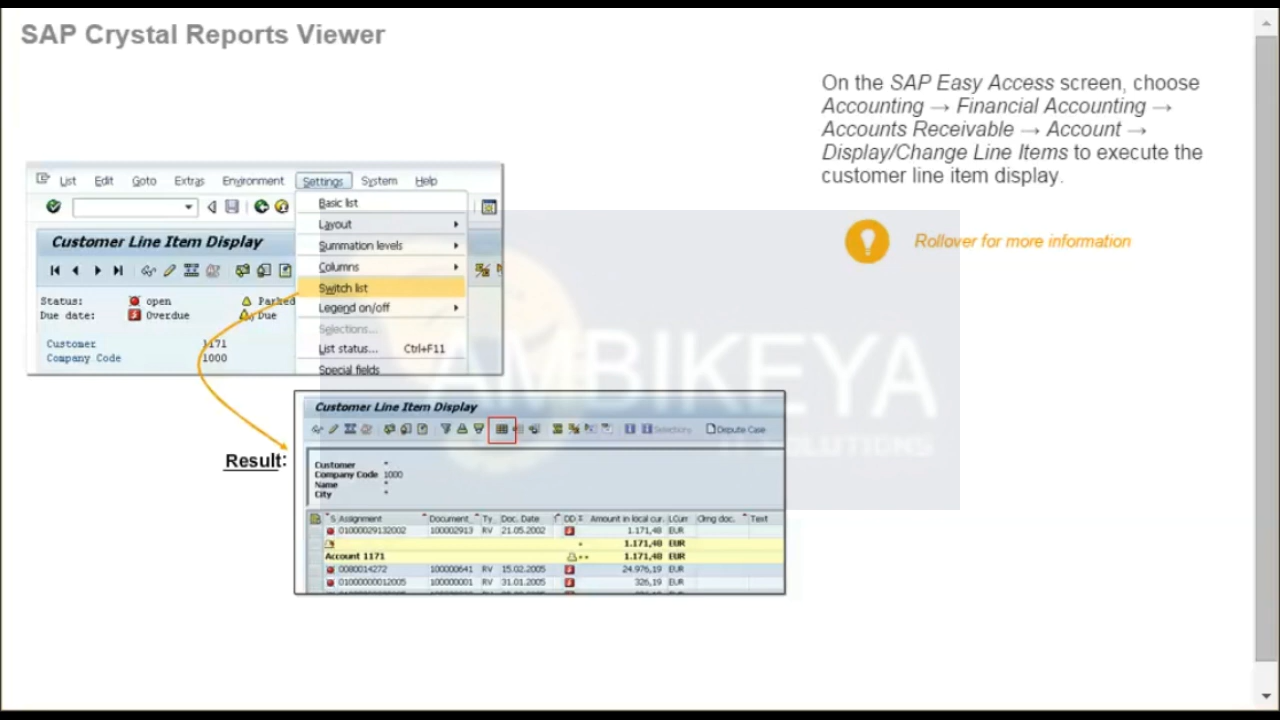 SAP Crystal Reports Viewer
On the SAP Easy Access screen, choose
Accounting → Financial Accounting →
Accounts Receivable → Account →
Display/Change Line Items to execute the
customer line item display.
Rollover for more information
List Edit Goto Extras Environment Settings System Help
Basic list
Layout
Summation levels
Columns
Switch list
Legend on/off
Selections...
List status... Ctrl+F11
Special fields
Customer Line Item Display
Status: open Parked
Due date: Overdue Due
Customer 1171
Company Code 1000
AMBIKEYA
IT SOLUTIONS
Result:
Customer Line Item Display
Selections Dispute Case
Customer *
Company Code 1000
Name *
City *
S Assignment Document Ty Doc. Date DD Σ Amount in local cur. LCurr Clrng doc. Text
01000029132002 100002913 RV 21.05.2002 1.171,48 EUR
1.171,48 EUR
Account 1171 1.171,48 EUR
0080014272 100000641 RV 15.02.2005 24.976,19 EUR
01000000012005 100000001 RV 31.01.2005 326,19 EUR